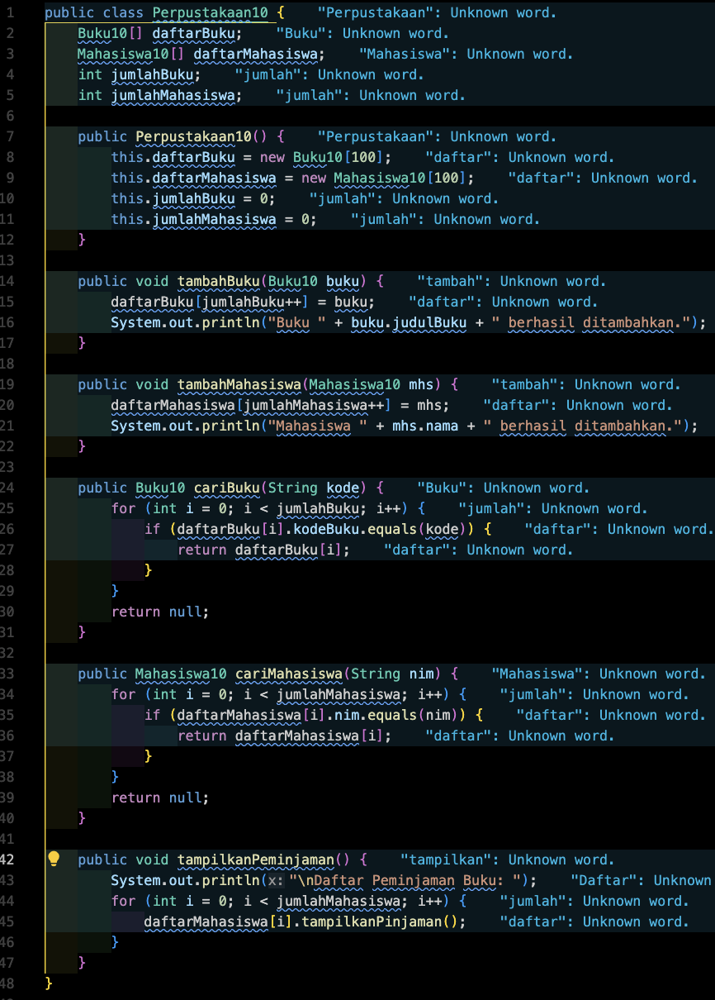 1 public class Perpustakaan10 { "Perpustakaan": Unknown word.
2 Buku10[] daftarBuku; "Buku": Unknown word.
3 Mahasiswa10[] daftarMahasiswa; "Mahasiswa": Unknown word.
4 int jumlahBuku; "jumlah": Unknown word.
5 int jumlahMahasiswa; "jumlah": Unknown word.
6
7 public Perpustakaan10() { "Perpustakaan": Unknown word.
8 this.daftarBuku = new Buku10[100]; "daftar": Unknown word.
9 this.daftarMahasiswa = new Mahasiswa10[100]; "daftar": Unknown word.
10 this.jumlahBuku = 0; "jumlah": Unknown word.
11 this.jumlahMahasiswa = 0; "jumlah": Unknown word.
12 }
13
14 public void tambahBuku(Buku10 buku) { "tambah": Unknown word.
15 daftarBuku[jumlahBuku++] = buku; "daftar": Unknown word.
16 System.out.println("Buku " + buku.judulBuku + " berhasil ditambahkan.");
17 }
18
19 public void tambahMahasiswa(Mahasiswa10 mhs) { "tambah": Unknown word.
20 daftarMahasiswa[jumlahMahasiswa++] = mhs; "daftar": Unknown word.
21 System.out.println("Mahasiswa " + mhs.nama + " berhasil ditambahkan.");
22 }
23
24 public Buku10 cariBuku(String kode) { "Buku": Unknown word.
25 for (int i = 0; i < jumlahBuku; i++) { "jumlah": Unknown word.
26 if (daftarBuku[i].kodeBuku.equals(kode)) { "daftar": Unknown word.
27 return daftarBuku[i]; "daftar": Unknown word.
28 }
29 }
30 return null;
31 }
32
33 public Mahasiswa10 cariMahasiswa(String nim) { "Mahasiswa": Unknown word.
34 for (int i = 0; i < jumlahMahasiswa; i++) { "jumlah": Unknown word.
35 if (daftarMahasiswa[i].nim.equals(nim)) { "daftar": Unknown word.
36 return daftarMahasiswa[i]; "daftar": Unknown word.
37 }
38 }
39 return null;
40 }
41
42 public void tampilkanPeminjaman() { "tampilkan": Unknown word.
43 System.out.println(x: "\nDaftar Peminjaman Buku: "); "Daftar": Unknown
44 for (int i = 0; i < jumlahMahasiswa; i++) { "jumlah": Unknown word.
45 daftarMahasiswa[i].tampilkanPinjaman(); "daftar": Unknown word.
46 }
47 }
48 }